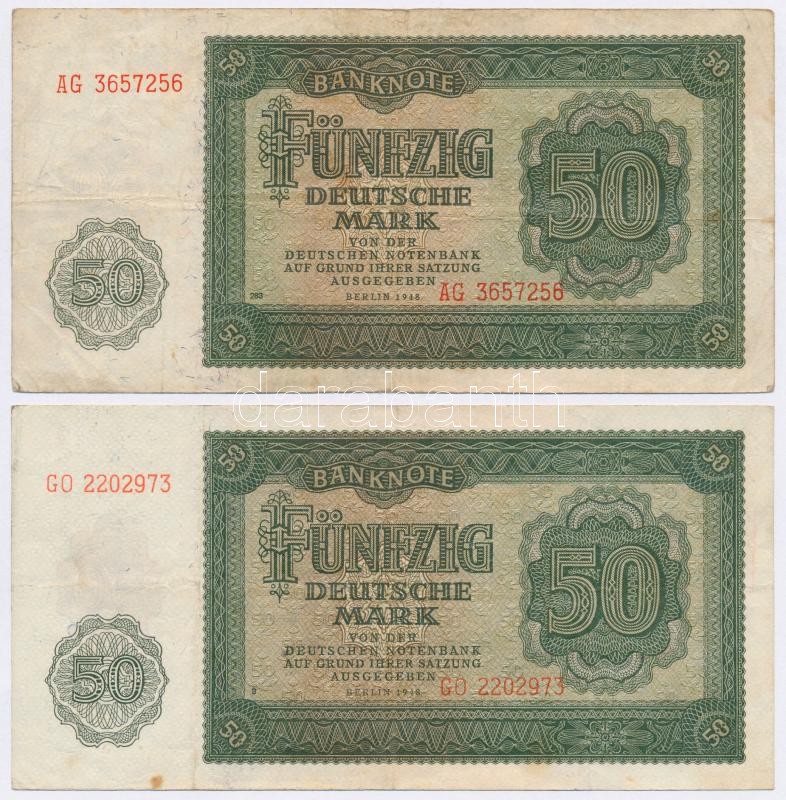 50 50
BANKNOTE
AG 3657256
FÜNFZIG
50
DEUTSCHE
MARK
VON DER
DEUTSCHEN NOTENBANK
AUF GRUND IHRER SATZUNG
AUSGEGEBEN
50
283 BERLIN 1948 AG 3657256
50 50
darabanth
50 50
BANKNOTE
GO 2202973
FÜNFZIG
50
DEUTSCHE
MARK
VON DER
DEUTSCHEN NOTENBANK
AUF GRUND IHRER SATZUNG
AUSGEGEBEN
50
BERLIN 1948 GO 2202973
50 50